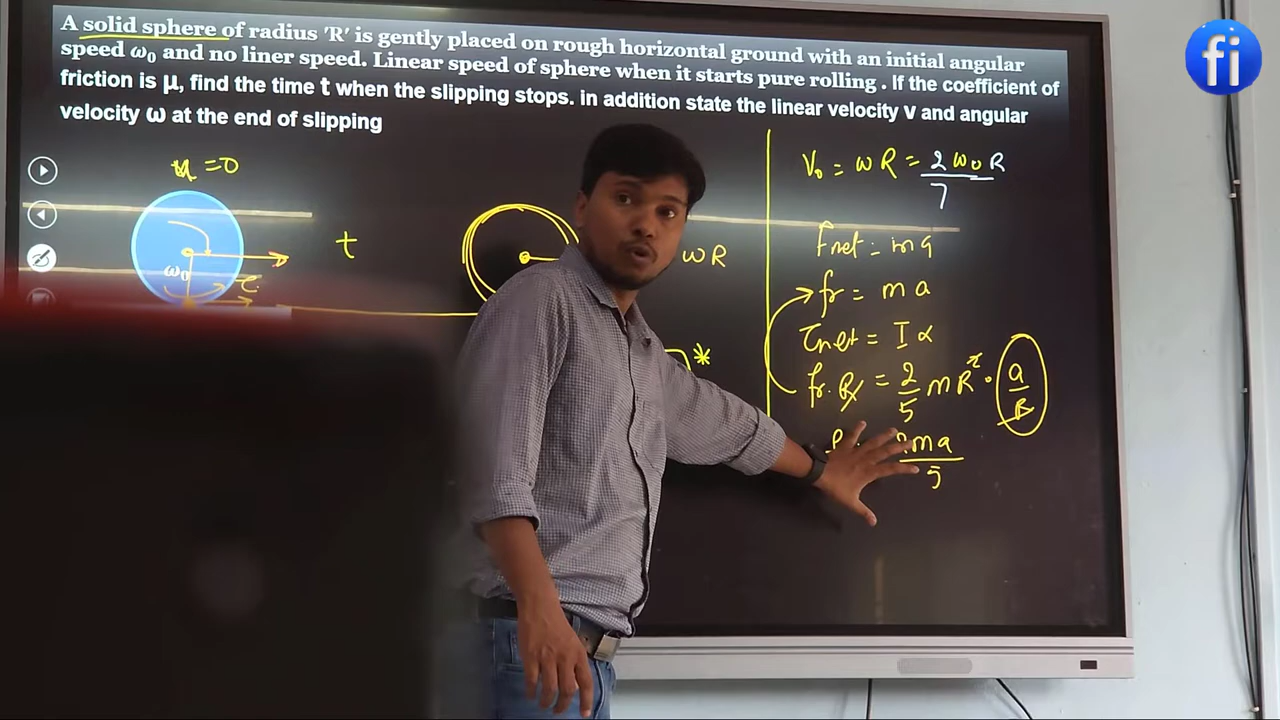 A solid sphere of radius 'R' is gently placed on rough horizontal ground with an initial angular
speed ω₀ and no liner speed. Linear speed of sphere when it starts pure rolling . If the coefficient of
friction is μ, find the time t when the slipping stops. in addition state the linear velocity v and angular
velocity ω at the end of slipping
fi
u = 0
ω₀
τ
t
ωR
*
V₀ = ωR = 2ω₀R/7
Fnet = ma
fr = ma
τnet = Iα
fr.R = 2/5 mR² · a/R
2ma/5